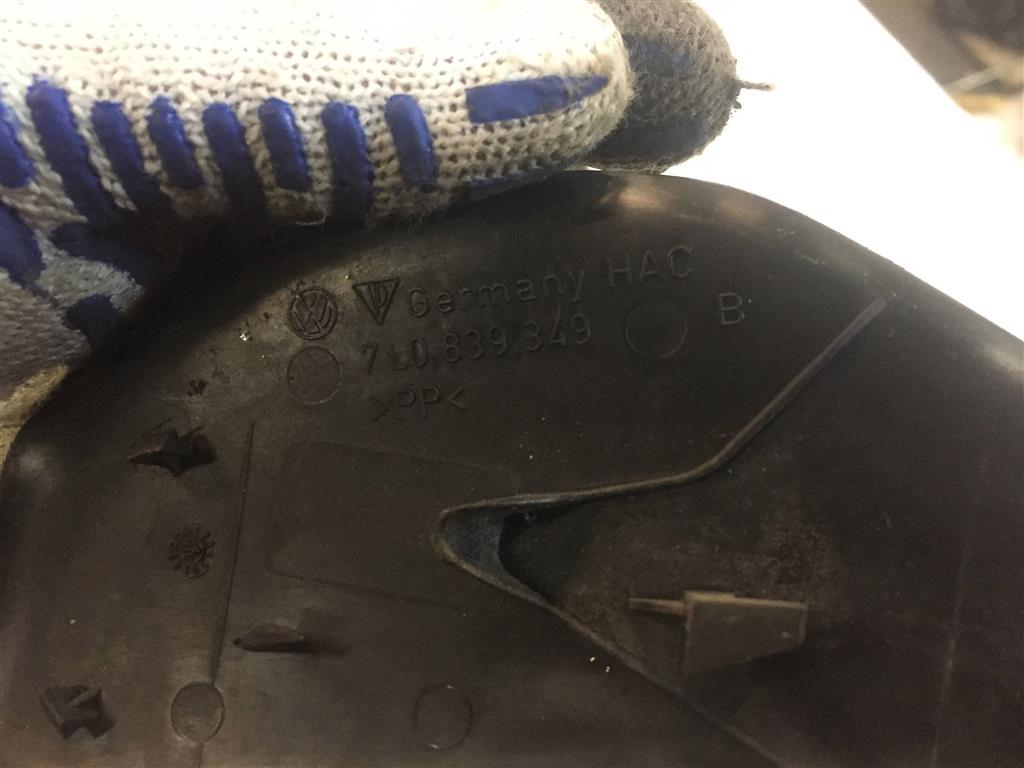 Germany HAC
7L0.839.349 B
>PP<